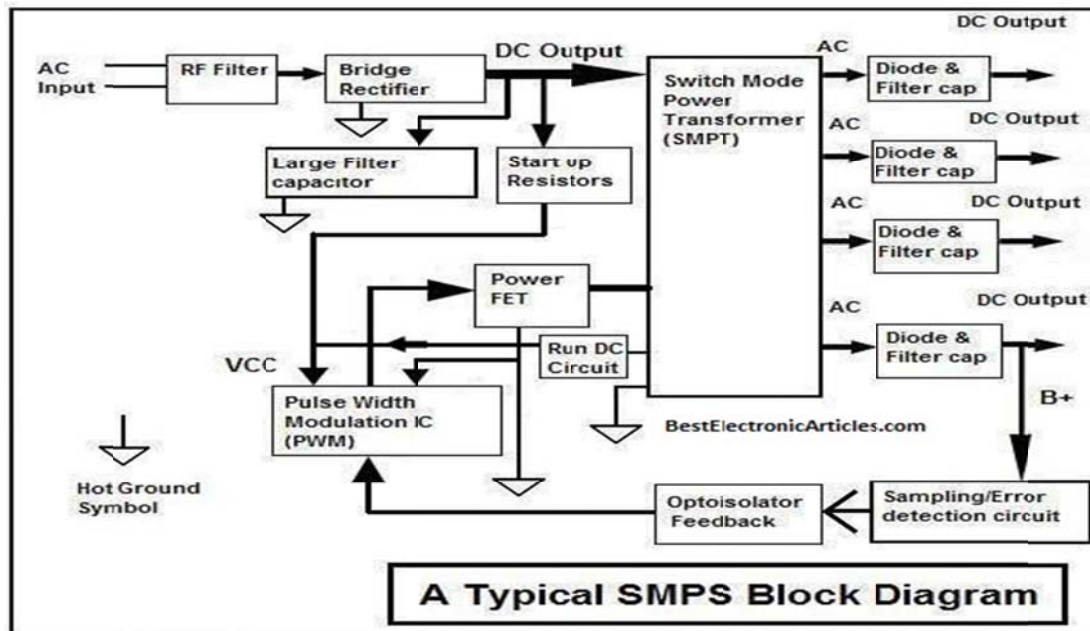 DC Output
AC
Input
RF Filter
Bridge
Rectifier
DC Output
Switch Mode
Power
Transformer
(SMPT)
AC
Diode &
Filter cap
DC Output
Large Filter
capacitor
Start up
Resistors
AC
Diode &
Filter cap
DC Output
AC
Diode &
Filter cap
Power
FET
DC Output
AC
Diode &
Filter cap
Run DC
Circuit
VCC
B+
Pulse Width
Modulation IC
(PWM)
BestElectronicArticles.com
Hot Ground
Symbol
Optoisolator
Feedback
Sampling/Error
detection circuit
A Typical SMPS Block Diagram